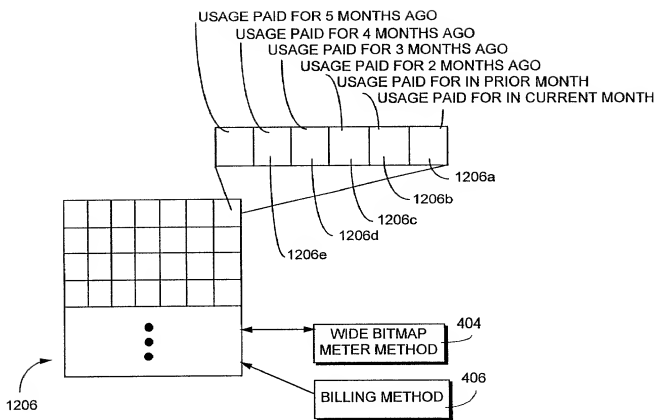 USAGE PAID FOR 5 MONTHS AGO
USAGE PAID FOR 4 MONTHS AGO
USAGE PAID FOR 3 MONTHS AGO
USAGE PAID FOR 2 MONTHS AGO
USAGE PAID FOR IN PRIOR MONTH
USAGE PAID FOR IN CURRENT MONTH
1206a
1206b
1206c
1206d
1206e
404
WIDE BITMAP
METER METHOD
406
BILLING METHOD
1206